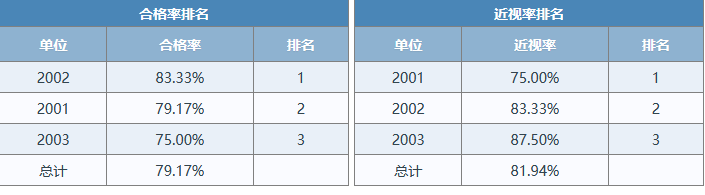 合格率排名
单位 合格率 排名
2002 83.33% 1
2001 79.17% 2
2003 75.00% 3
总计 79.17%
近视率排名
单位 近视率 排名
2001 75.00% 1
2002 83.33% 2
2003 87.50% 3
总计 81.94%